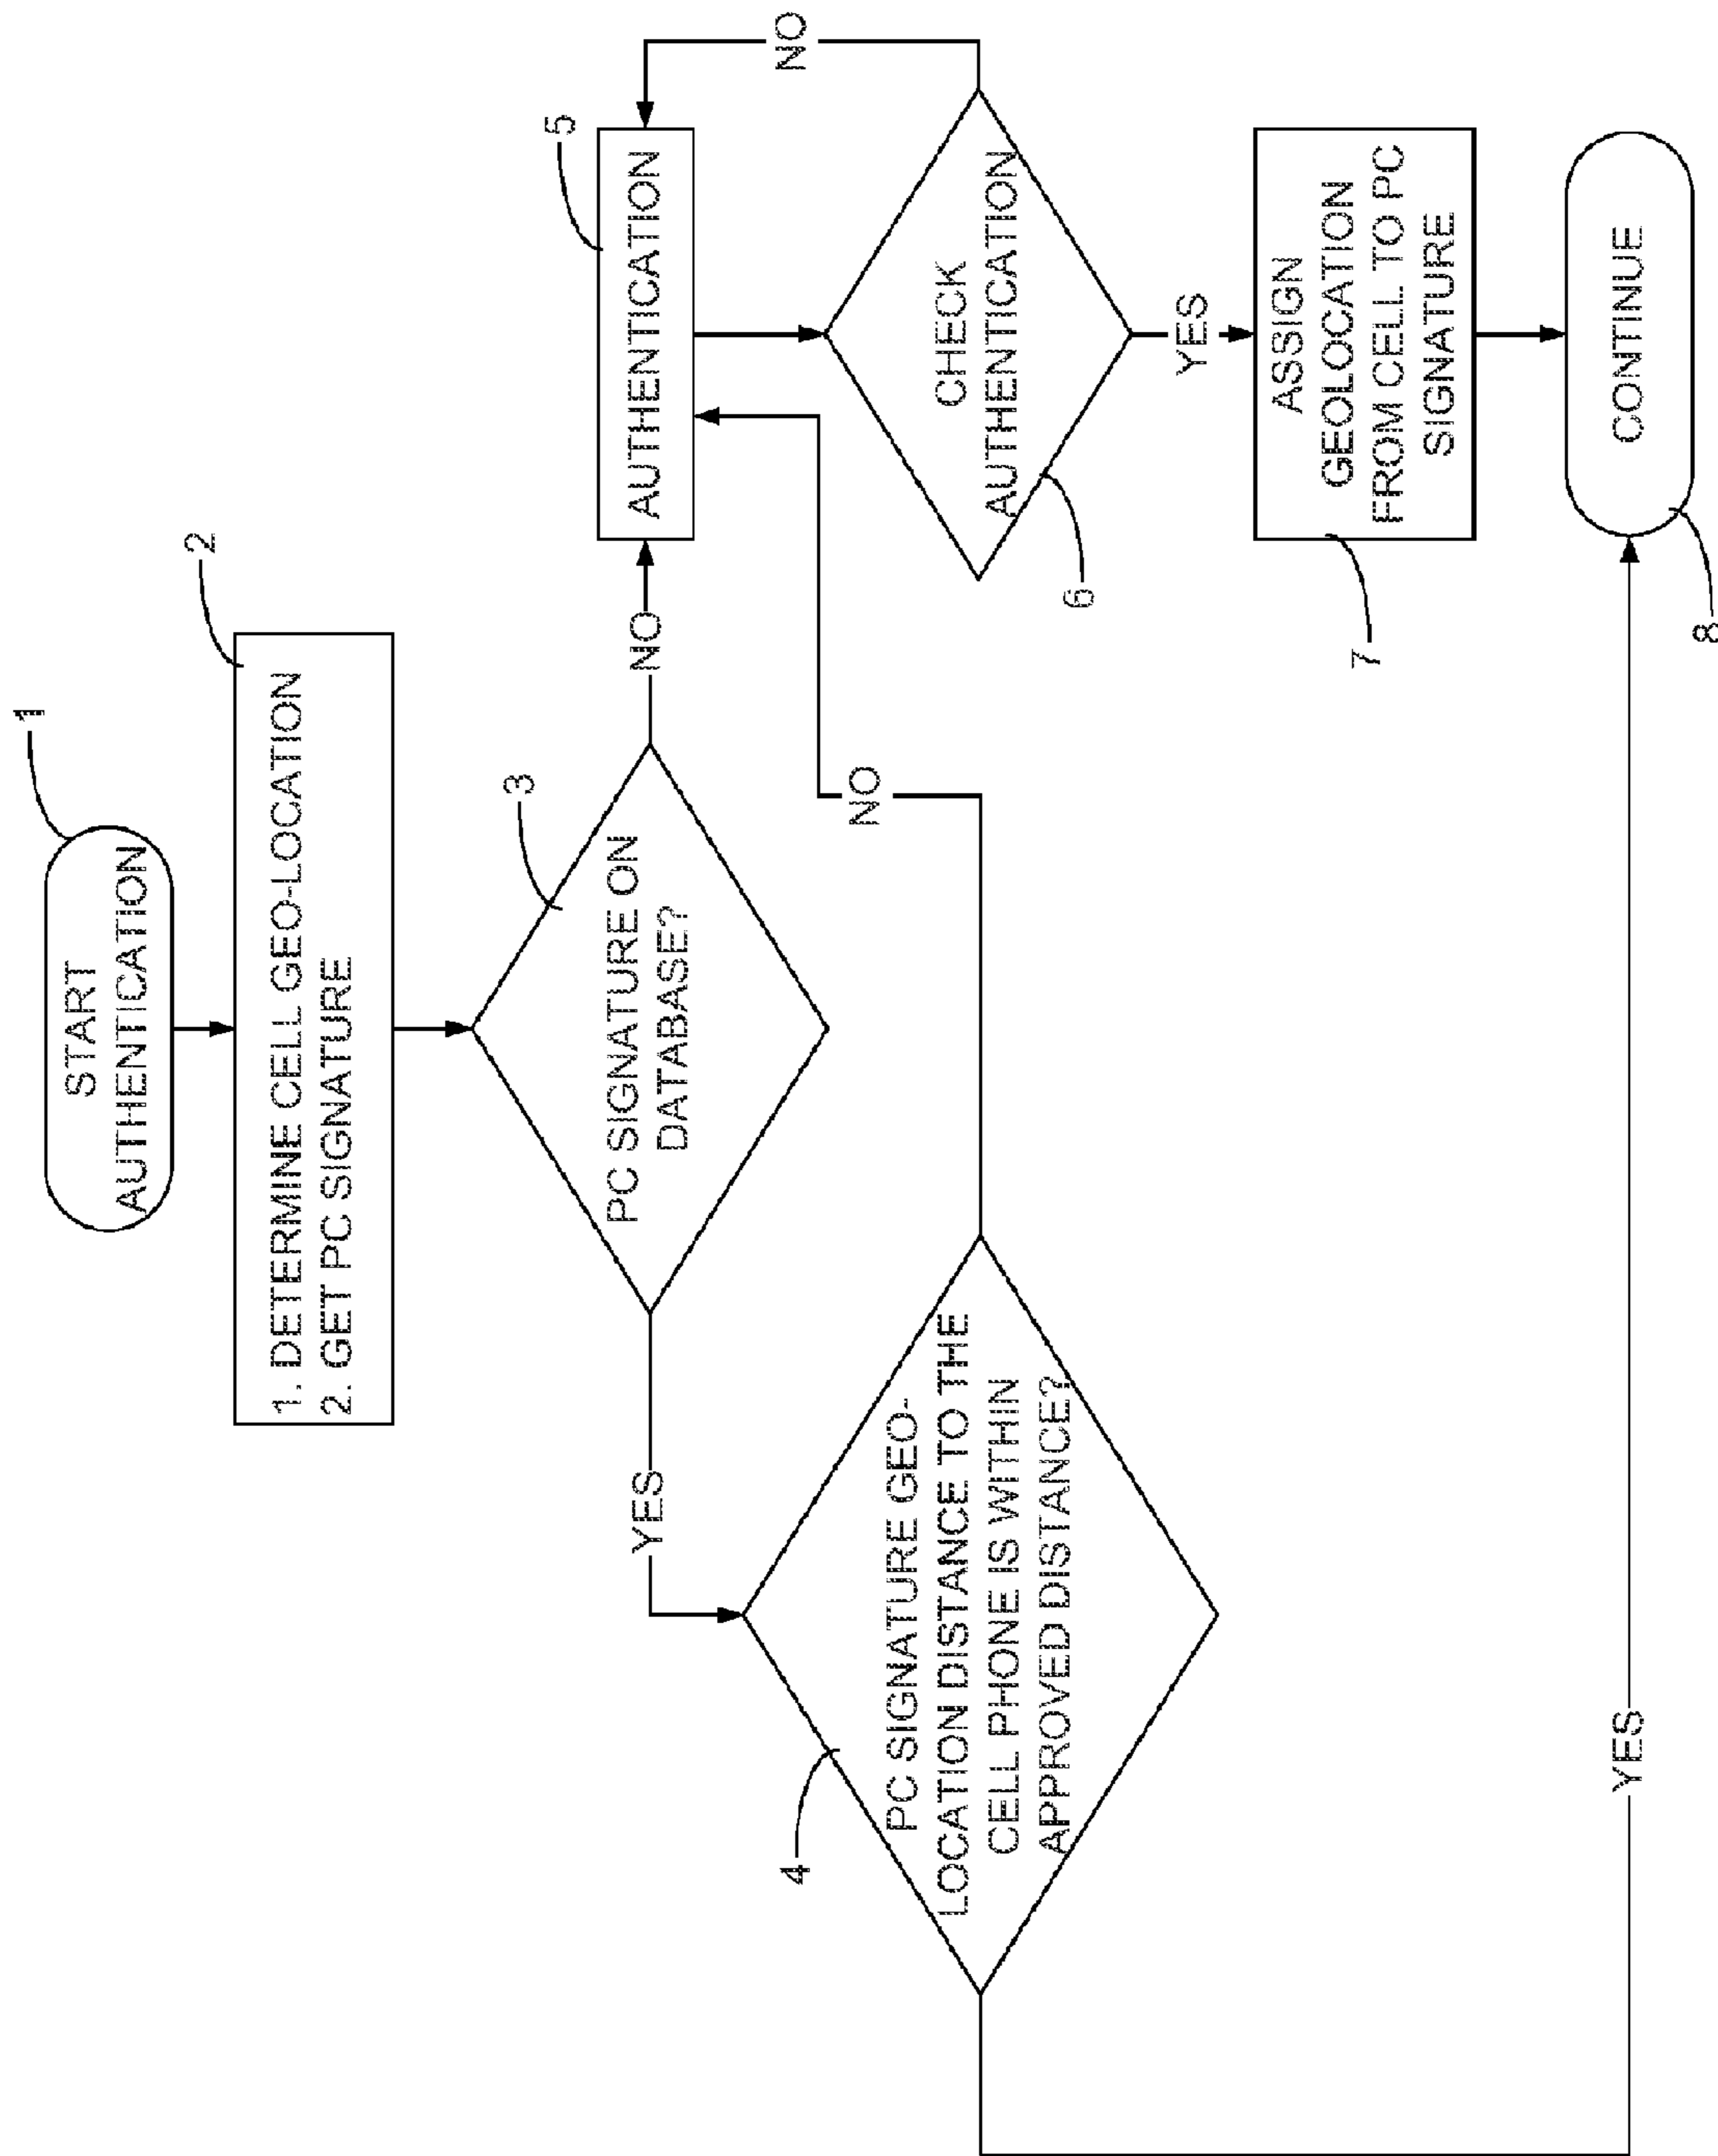 1
START
AUTHENTICATION
2
1. DETERMINE CELL GEO-LOCATION
2. GET PC SIGNATURE
3
PC SIGNATURE ON
DATABASE?
YES
NO
4
PC SIGNATURE GEO-
LOCATION DISTANCE TO THE
CELL PHONE IS WITHIN
APPROVED DISTANCE?
NO
YES
5
AUTHENTICATION
NO
6
CHECK
AUTHENTICATION
YES
7
ASSIGN
GEOLOCATION
FROM CELL TO PC
SIGNATURE
8
CONTINUE